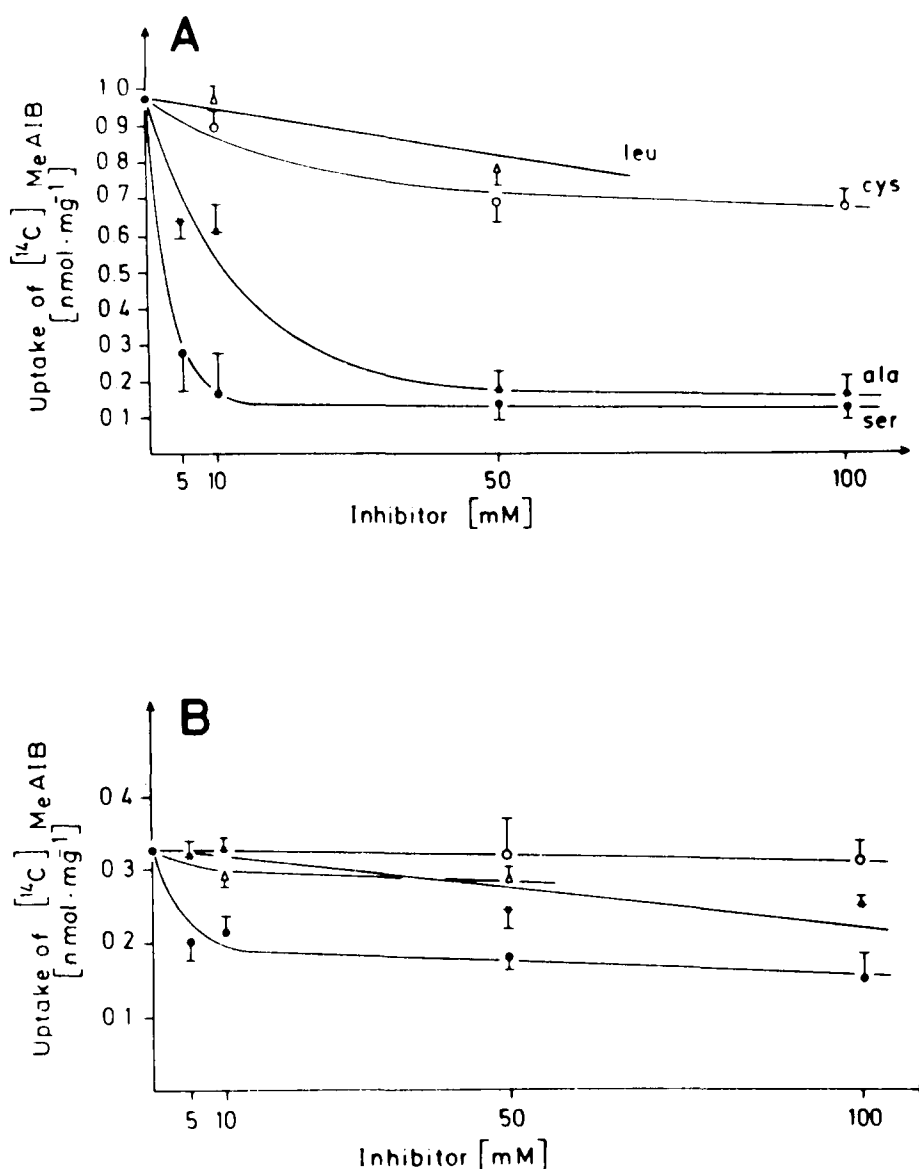 A
Uptake of [¹⁴C] MeAIB
[nmol·mg⁻¹]
1 0
0 9
0 8
0 7
0 6
0 5
0 4
0 3
0 2
0 1
leu
cys
ala
ser
5 10 50 100
Inhibitor [mM]
B
Uptake of [¹⁴C] MeAIB
[nmol·mg⁻¹]
0 4
0 3
0 2
0 1
5 10 50 100
Inhibitor [mM]